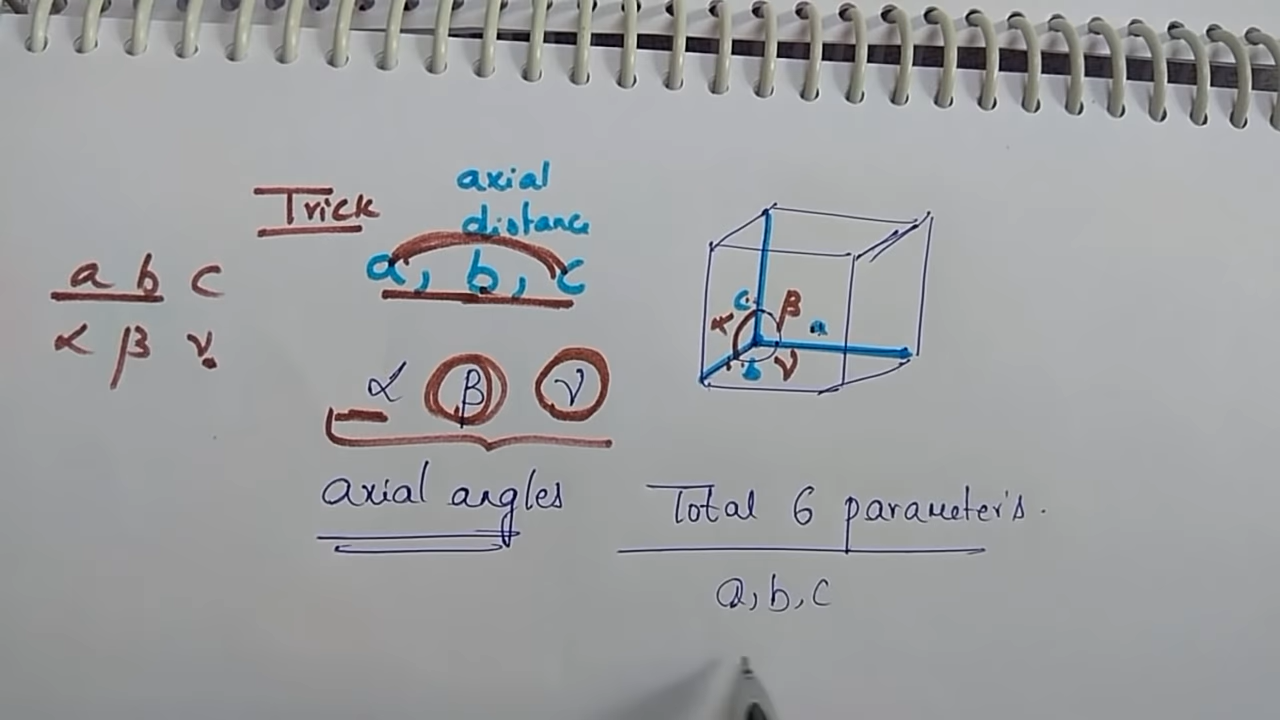 Trick
axial
distance
a, b, c
a b c
α β γ
α β γ
axial angles
c β
α a
b γ
Total 6 parameter's.
a, b, c